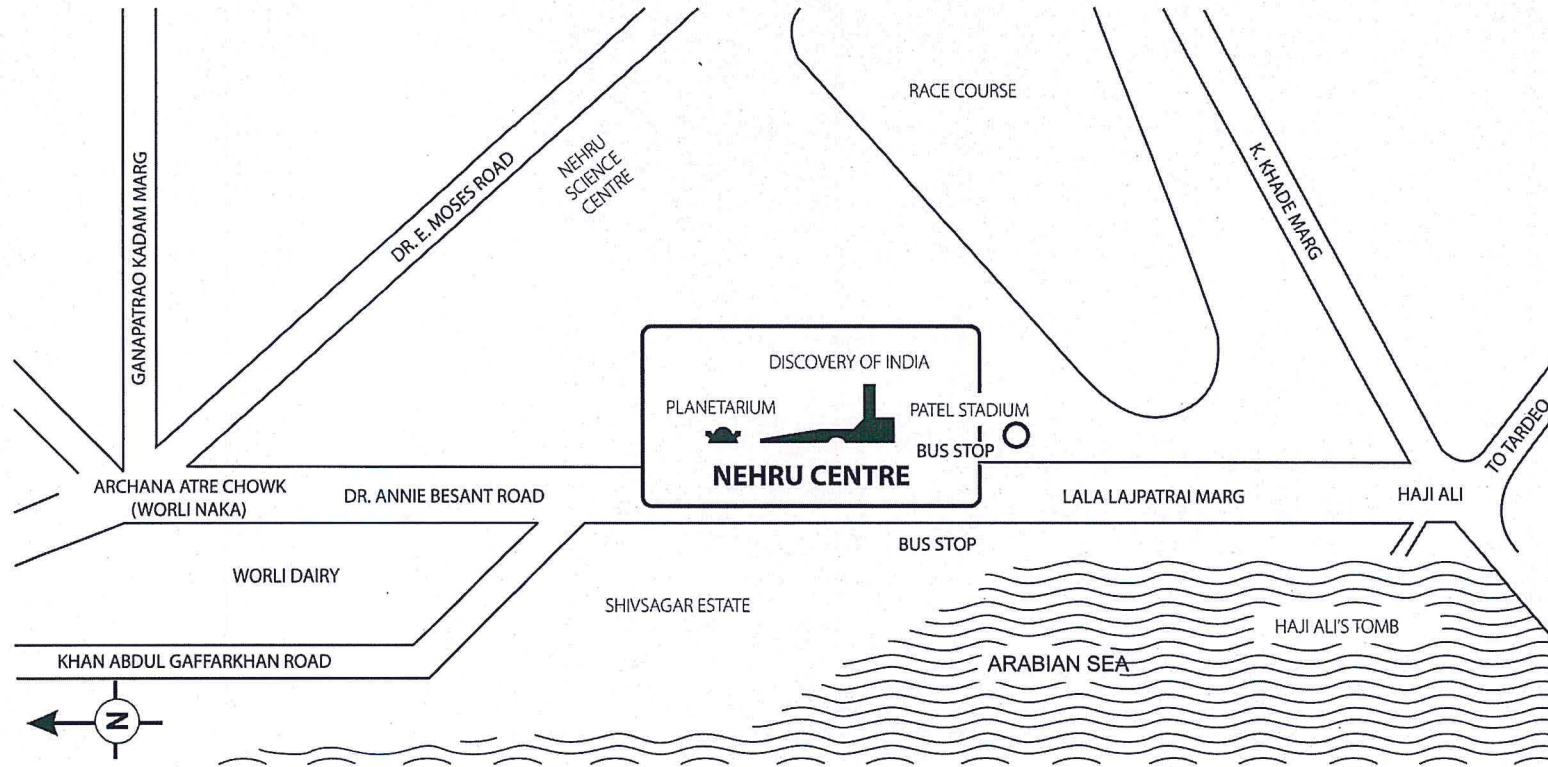 RACE COURSE
GANAPATRAO KADAM MARG
DR. E. MOSES ROAD
NEHRU
SCIENCE
CENTRE
K. KHADE MARG
DISCOVERY OF INDIA
PLANETARIUM
PATEL STADIUM
BUS STOP
NEHRU CENTRE
TO TARDEO
ARCHANA ATRE CHOWK
(WORLI NAKA)
DR. ANNIE BESANT ROAD
LALA LAJPATRAI MARG
HAJI ALI
BUS STOP
WORLI DAIRY
SHIVSAGAR ESTATE
HAJI ALI'S TOMB
KHAN ABDUL GAFFARKHAN ROAD
ARABIAN SEA
N